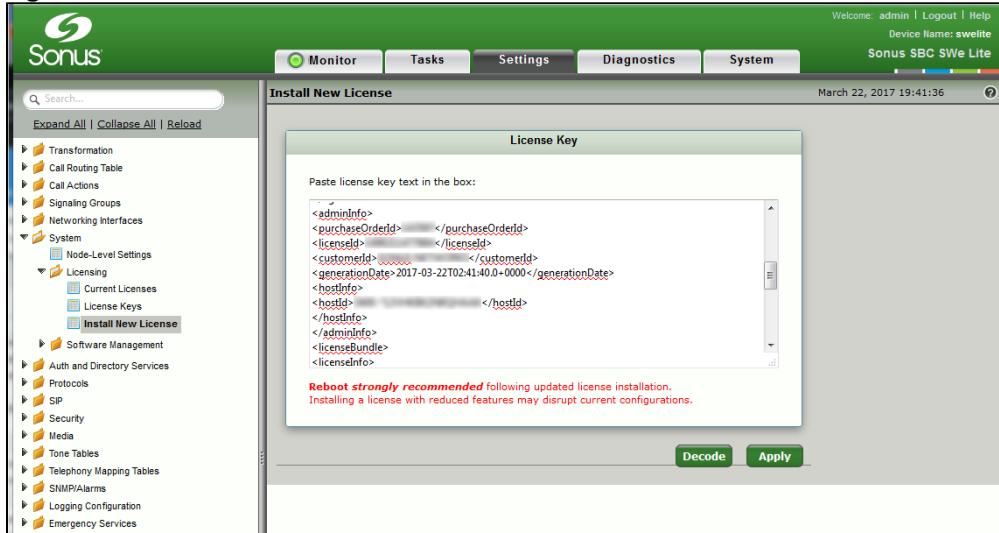 Welcome: admin | Logout | Help
Device Name: swelite
Sonus SBC SWe Lite
Sonus
Monitor
Tasks
Settings
Diagnostics
System
Search...
Expand All | Collapse All | Reload
Transformation
Call Routing Table
Call Actions
Signaling Groups
Networking Interfaces
System
Node-Level Settings
Licensing
Current Licenses
License Keys
Install New License
Software Management
Auth and Directory Services
Protocols
SIP
Security
Media
Tone Tables
Telephony Mapping Tables
SNMP/Alarms
Logging Configuration
Emergency Services
Install New License
March 22, 2017 19:41:36
License Key
Paste license key text in the box:
<adminInfo>
<purchaseOrderId> </purchaseOrderId>
<licenseId> </licenseId>
<customerId> </customerId>
<generationDate>2017-03-22T02:41:40.0+0000</generationDate>
<hostInfo>
<hostId> </hostId>
</hostInfo>
</adminInfo>
<licenseBundle>
<licenseInfo>
Reboot strongly recommended following updated license installation.
Installing a license with reduced features may disrupt current configurations.
Decode
Apply